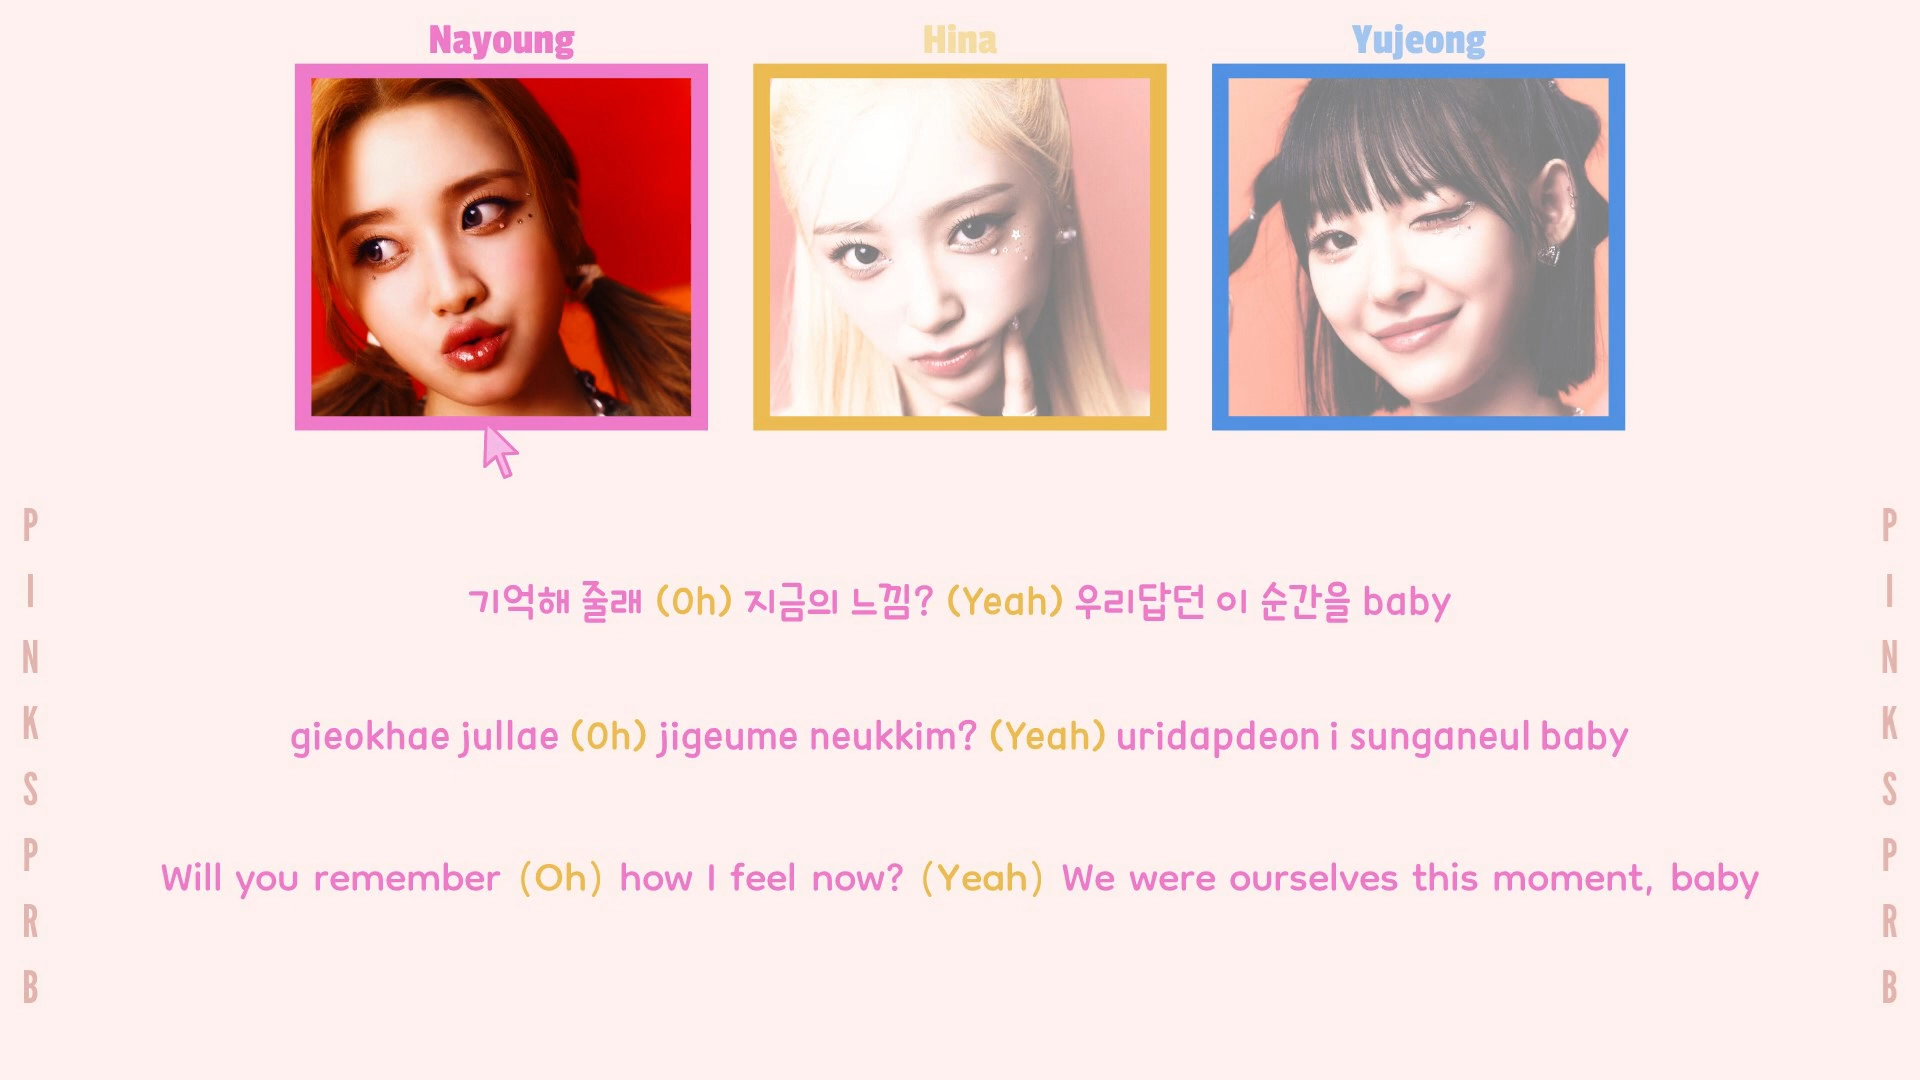 Nayoung
Hina
Yujeong
기억해 줄래 (Oh) 지금의 느낌? (Yeah) 우리답던 이 순간을 baby
gieokhae jullae (Oh) jigeume neukkim? (Yeah) uridapdeon i sunganeul baby
Will you remember (Oh) how I feel now? (Yeah) We were ourselves this moment, baby
PINKSPRB
PINKSPRB